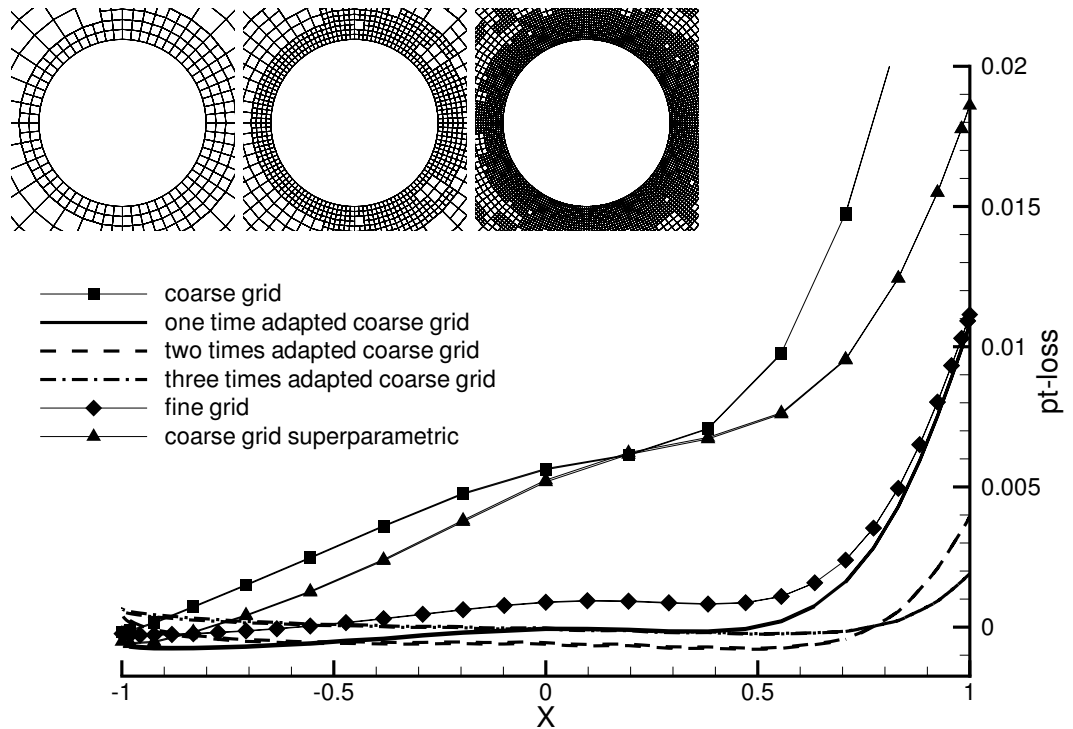 coarse grid
one time adapted coarse grid
two times adapted coarse grid
three times adapted coarse grid
fine grid
coarse grid superparametric
0.02
0.015
0.01
0.005
0
pt-loss
-1
-0.5
0
0.5
1
X